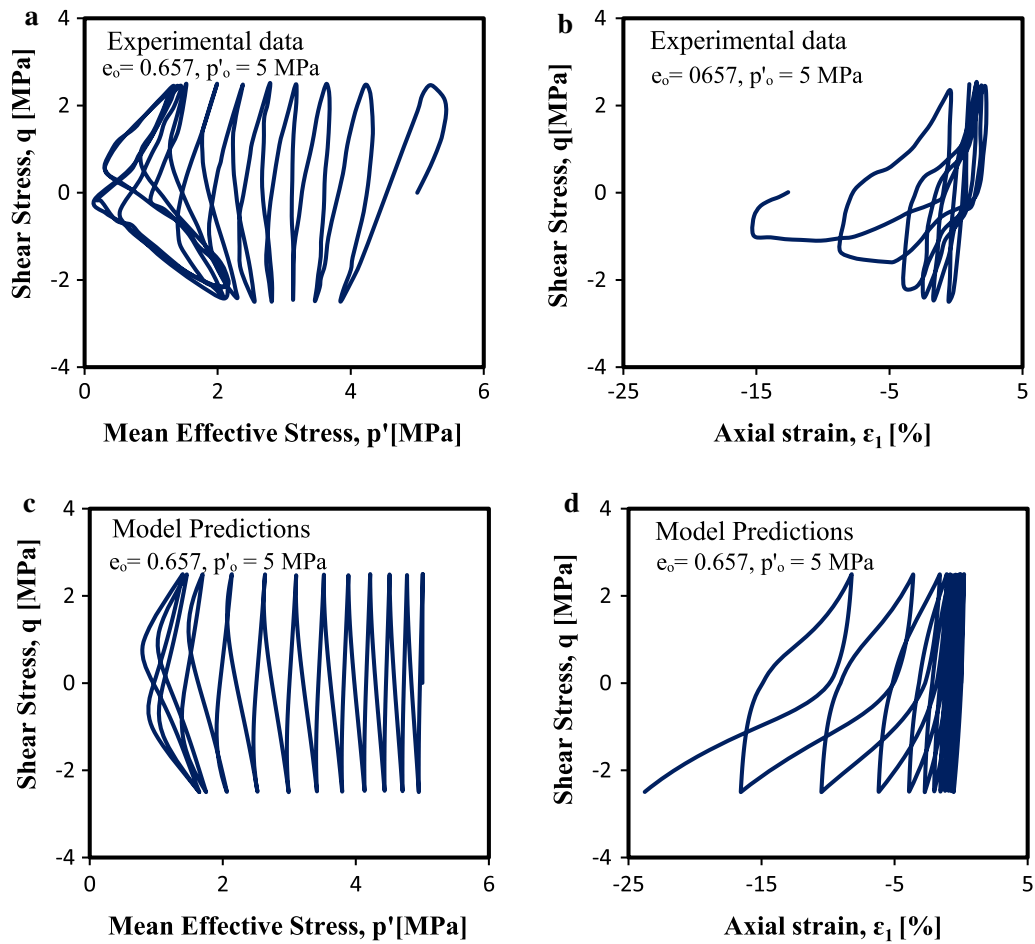 a
Experimental data
eₒ= 0.657, p'ₒ = 5 MPa
Shear Stress, q [MPa]
4
2
0
-2
-4
0 2 4 6
Mean Effective Stress, p'[MPa]
b
Experimental data
eₒ= 0657, p'ₒ = 5 MPa
Shear Stress, q[MPa]
4
2
0
-2
-4
-25 -15 -5 5
Axial strain, ε₁ [%]
c
Model Predictions
eₒ= 0.657, p'ₒ = 5 MPa
Shear Stress, q [MPa]
4
2
0
-2
-4
0 2 4 6
Mean Effective Stress, p'[MPa]
d
Model Predictions
eₒ= 0.657, p'ₒ = 5 MPa
Shear Stress, q [MPa]
4
2
0
-2
-4
-25 -15 -5 5
Axial strain, ε₁ [%]